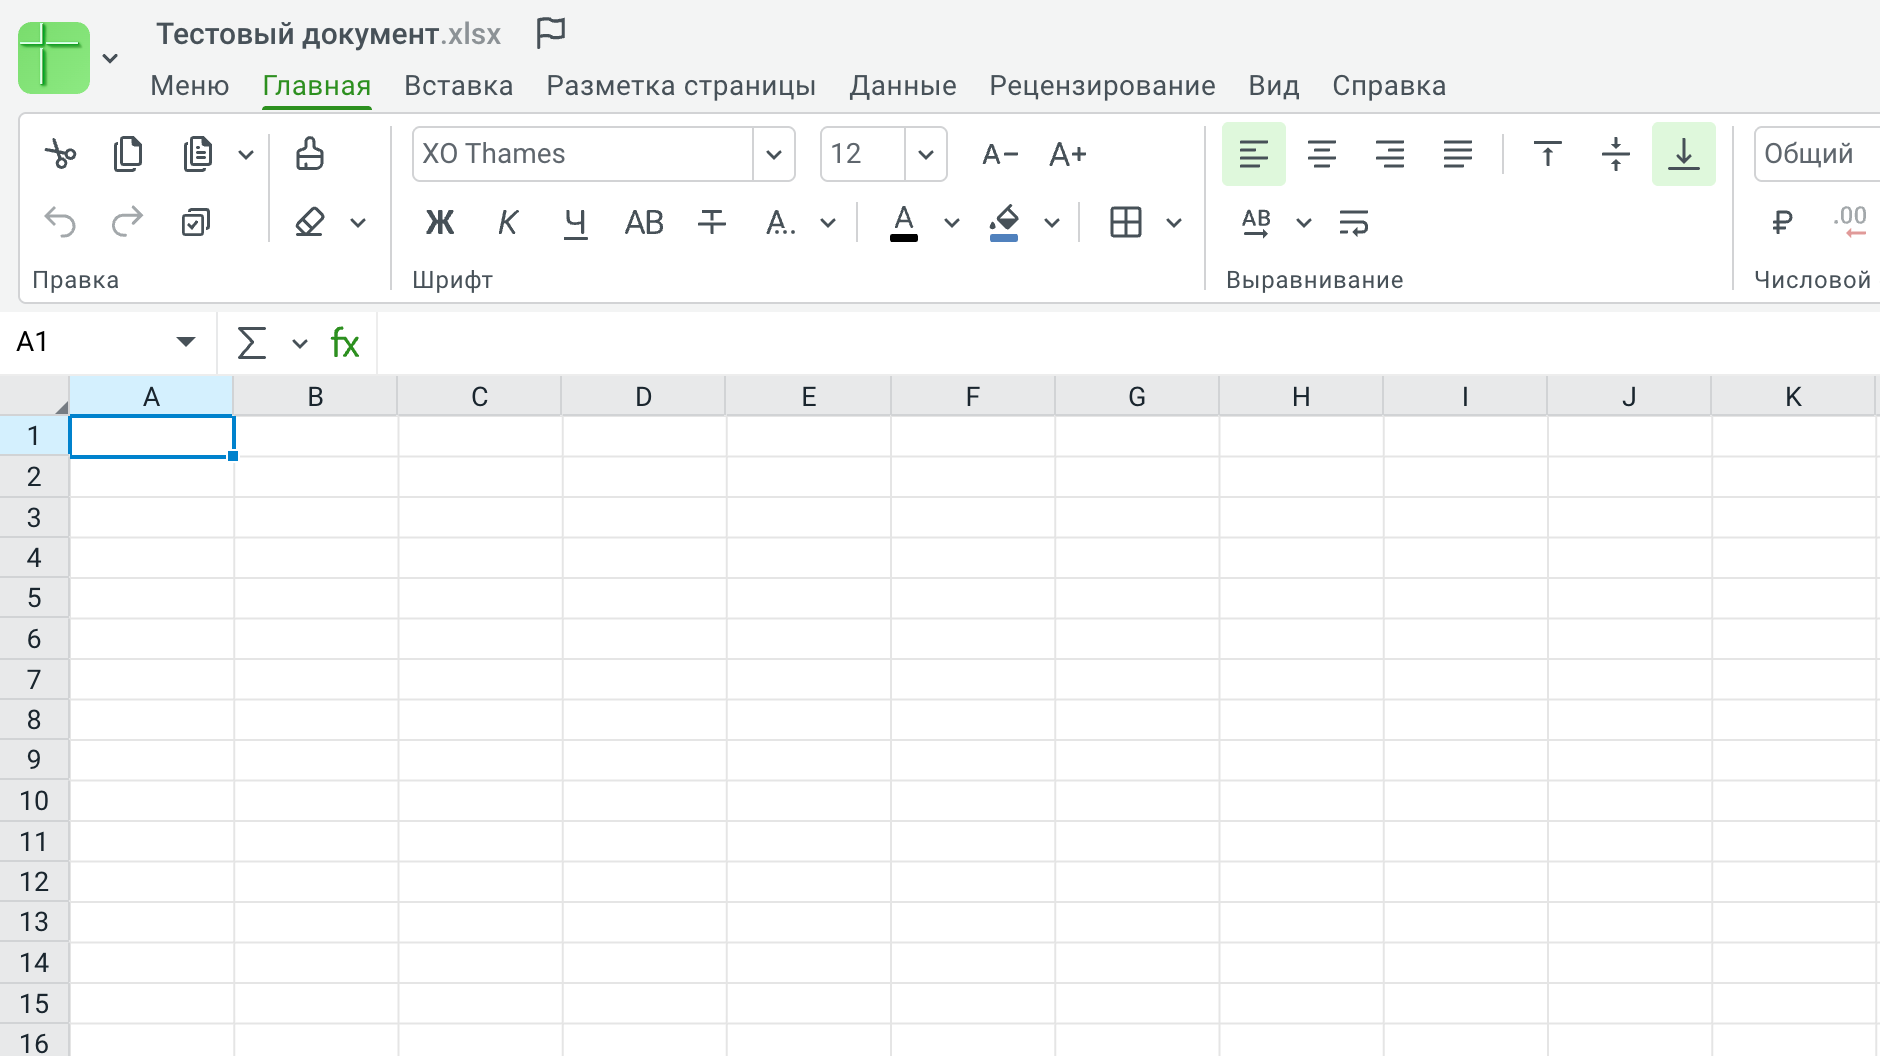 Тестовый документ.xlsx
Меню Главная Вставка Разметка страницы Данные Рецензирование Вид Справка
XO Thames 12 A− A+ Общий
Ж К Ч АВ Т А.. А АВ ₽ .00
Правка Шрифт Выравнивание Числовой
A1 Σ fx
A B C D E F G H I J K
1
2
3
4
5
6
7
8
9
10
11
12
13
14
15
16